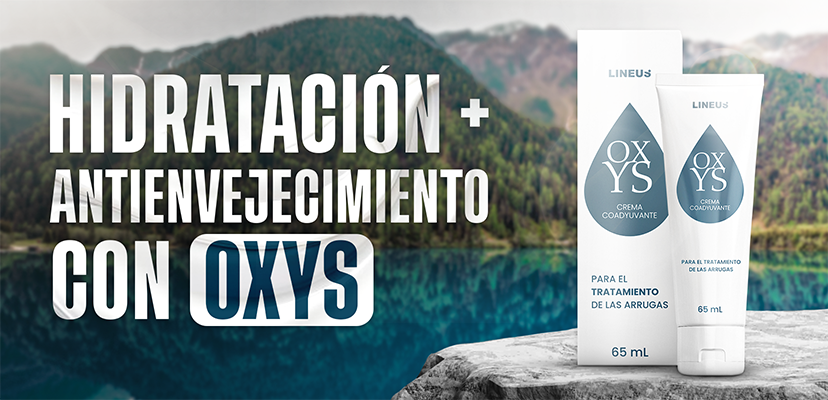 HIDRATACIÓN +
ANTIENVEJECIMIENTO
CON OXYS
LINEUS
OX
YS
CREMA
COADYUVANTE
PARA EL
TRATAMIENTO
DE LAS ARRUGAS
65 mL
LINEUS
OX
YS
CREMA
COADYUVANTE
PARA EL TRATAMIENTO
DE LAS ARRUGAS
65 mL